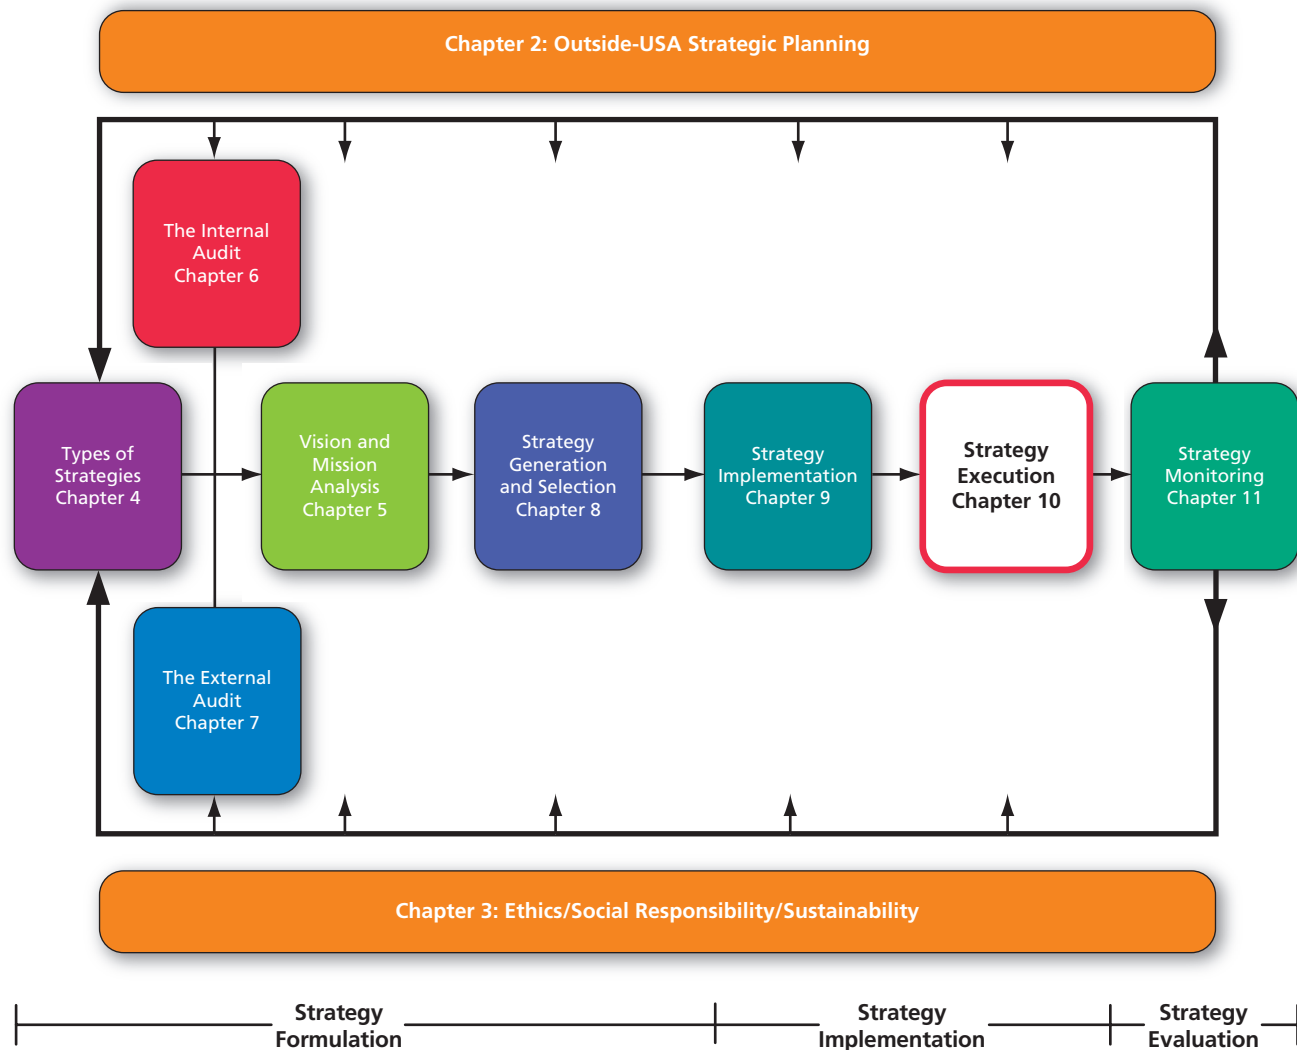 Chapter 2: Outside-USA Strategic Planning
The Internal
Audit
Chapter 6
Types of
Strategies
Chapter 4
Vision and
Mission
Analysis
Chapter 5
Strategy
Generation
and Selection
Chapter 8
Strategy
Implementation
Chapter 9
Strategy
Execution
Chapter 10
Strategy
Monitoring
Chapter 11
The External
Audit
Chapter 7
Chapter 3: Ethics/Social Responsibility/Sustainability
Strategy
Formulation
Strategy
Implementation
Strategy
Evaluation